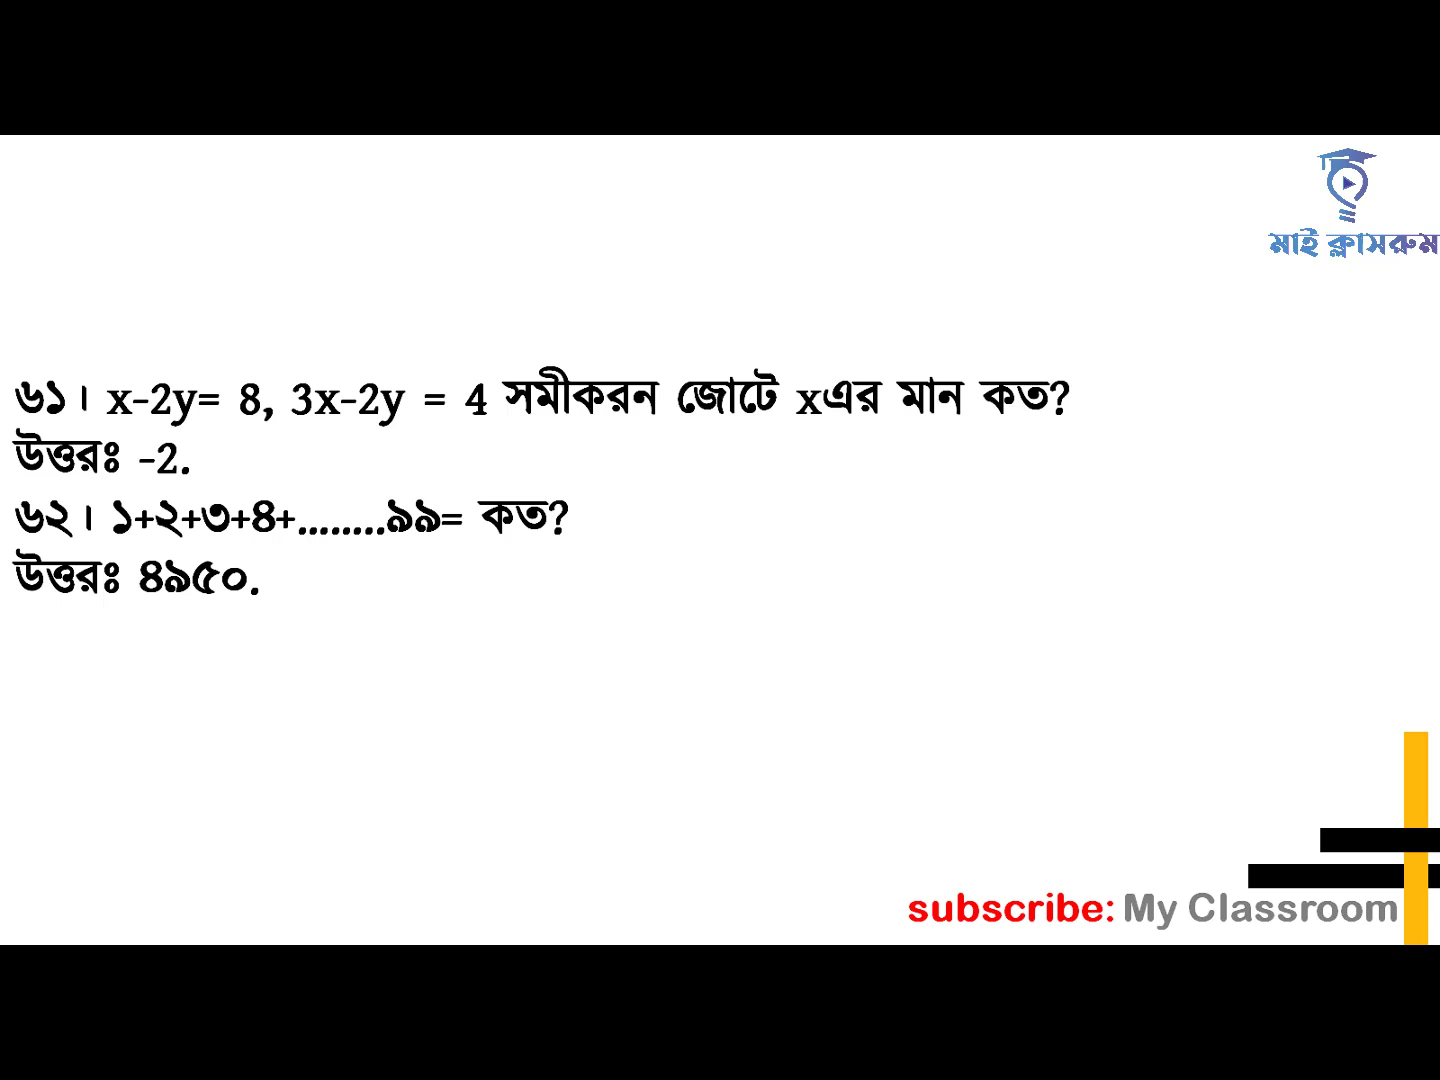 মাই ক্লাসরুম
৬১। x-2y= 8, 3x-2y = 4 সমীকরন জোটে xএর মান কত?
উত্তরঃ -2.
৬২। ১+২+৩+৪+........৯৯= কত?
উত্তরঃ ৪৯৫০.
subscribe: My Classroom